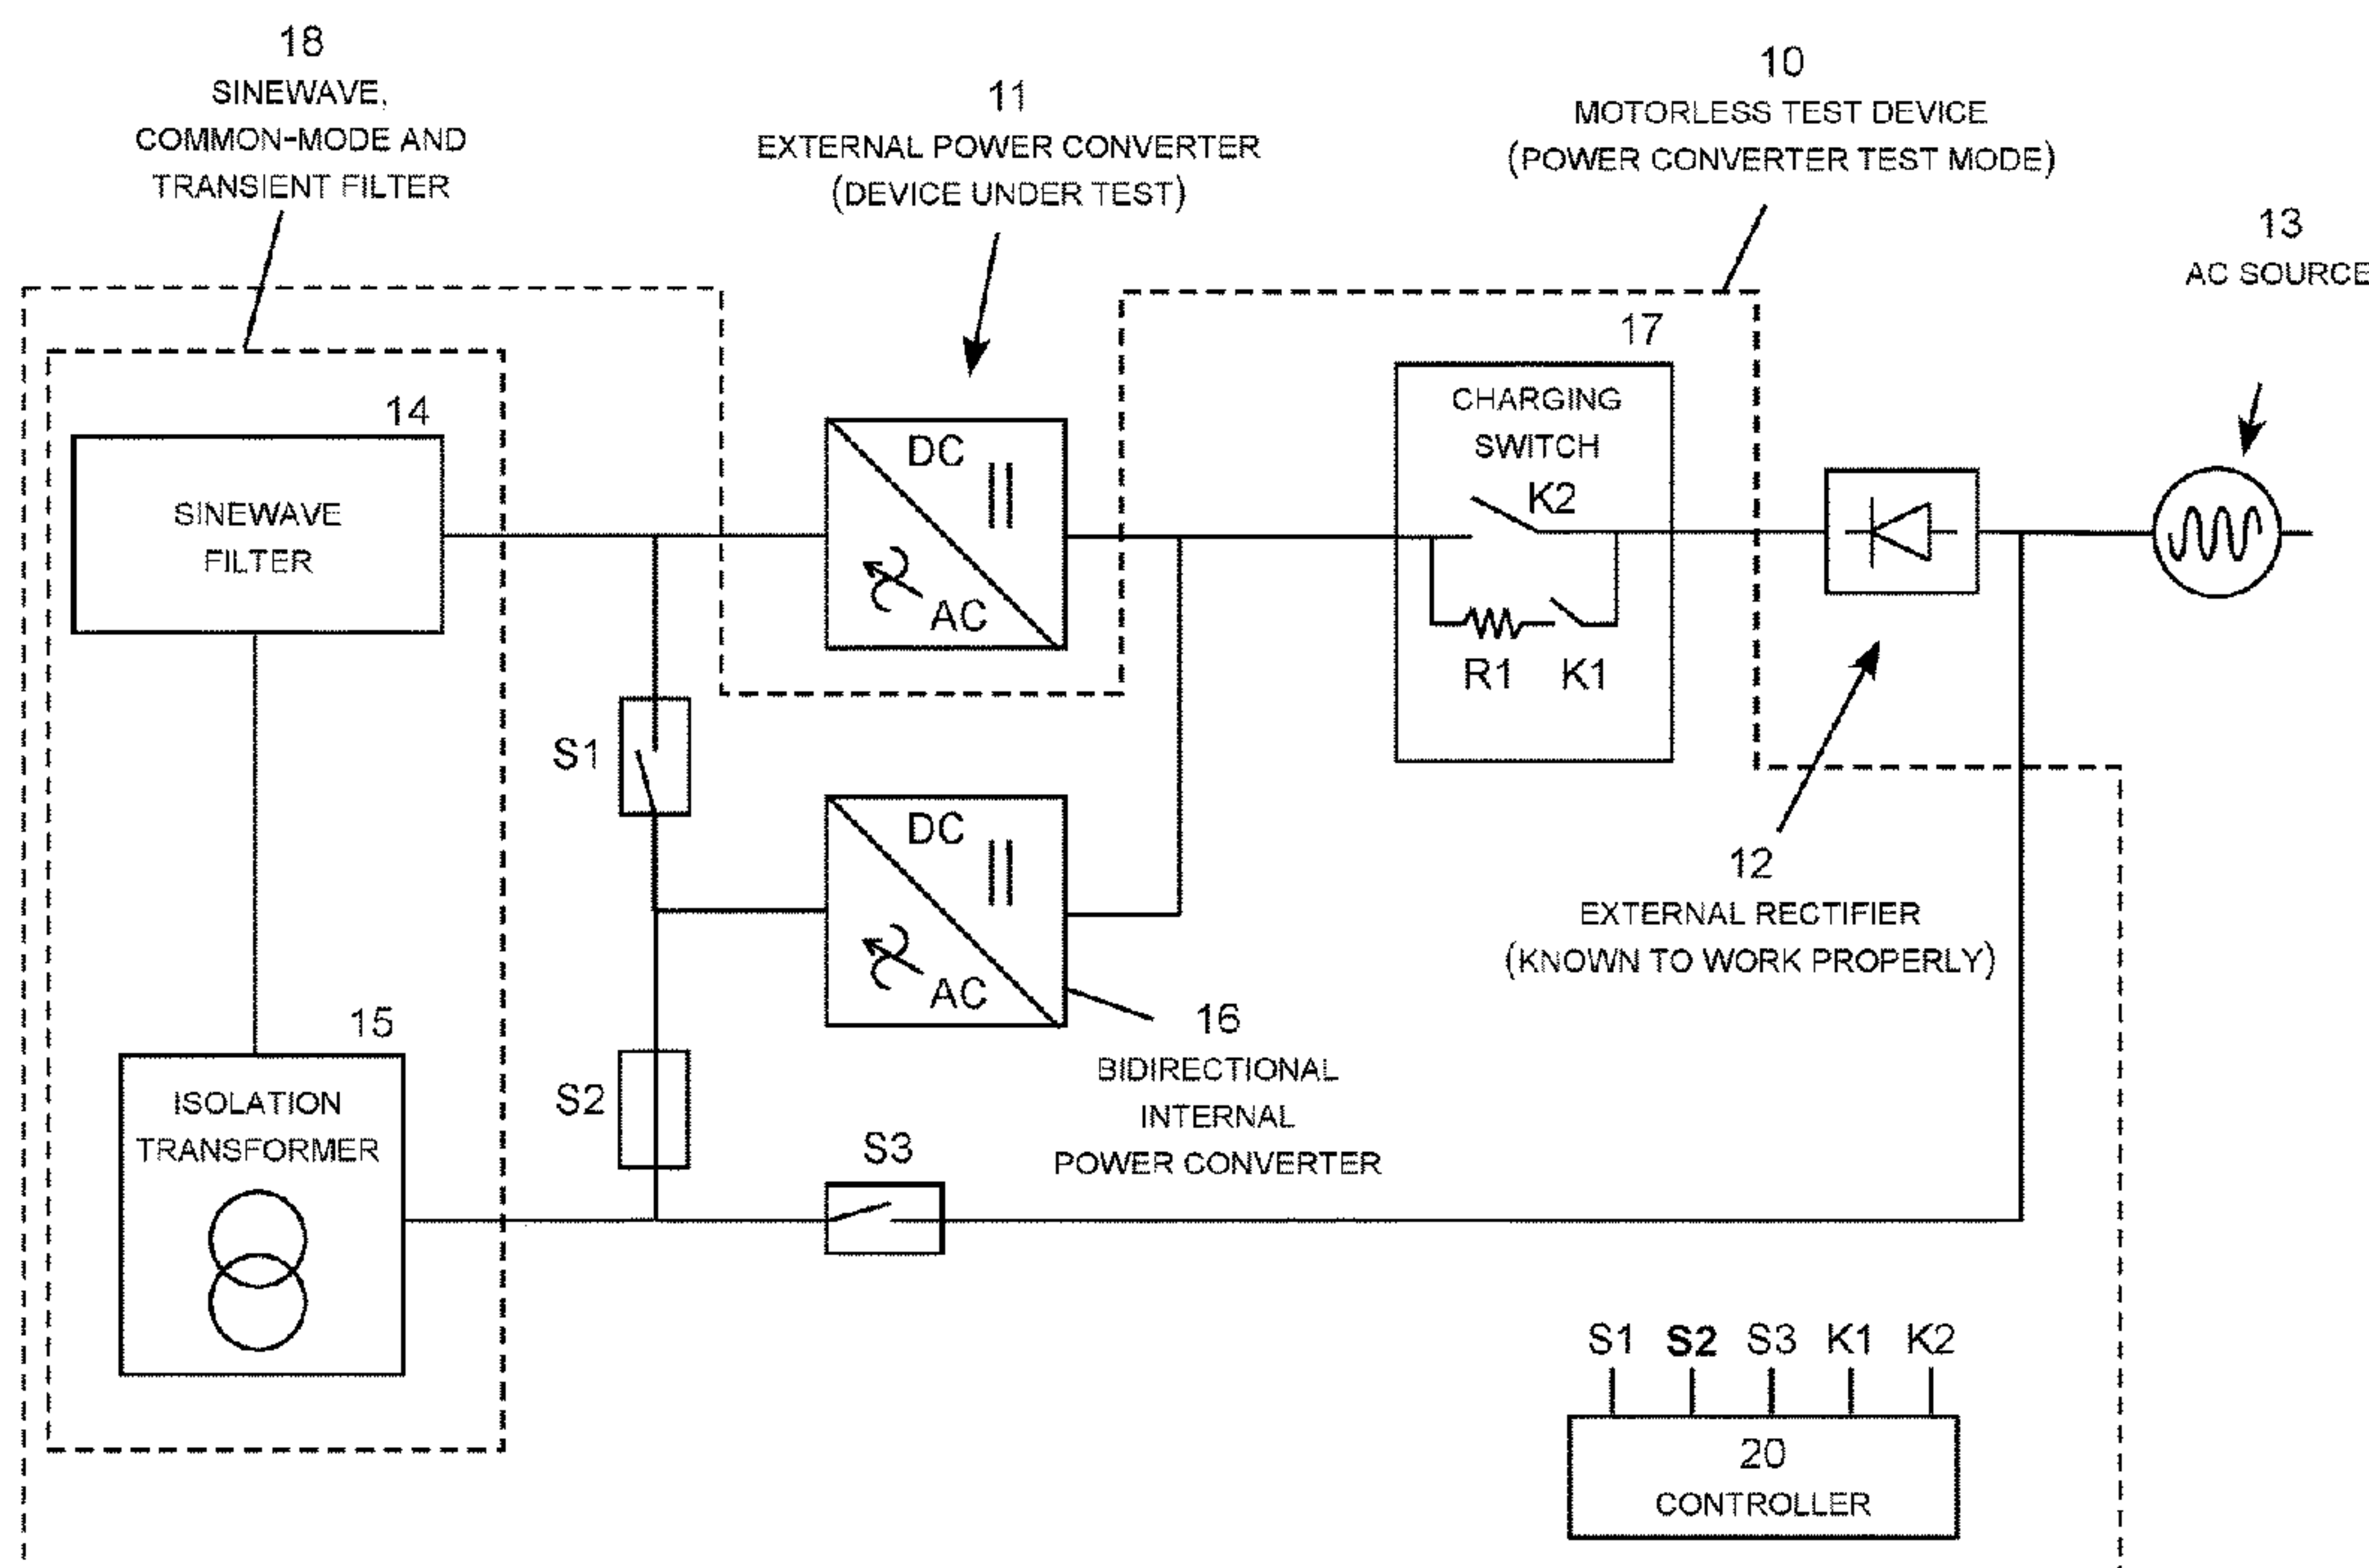 18
SINEWAVE,
COMMON-MODE AND
TRANSIENT FILTER
11
EXTERNAL POWER CONVERTER
(DEVICE UNDER TEST)
10
MOTORLESS TEST DEVICE
(POWER CONVERTER TEST MODE)
13
AC SOURCE
14
SINEWAVE
FILTER
DC
AC
17
CHARGING
SWITCH
K2
R1 K1
S1
DC
AC
12
EXTERNAL RECTIFIER
(KNOWN TO WORK PROPERLY)
15
ISOLATION
TRANSFORMER
S2
16
BIDIRECTIONAL
INTERNAL
POWER CONVERTER
S3
S1 S2 S3 K1 K2
20
CONTROLLER